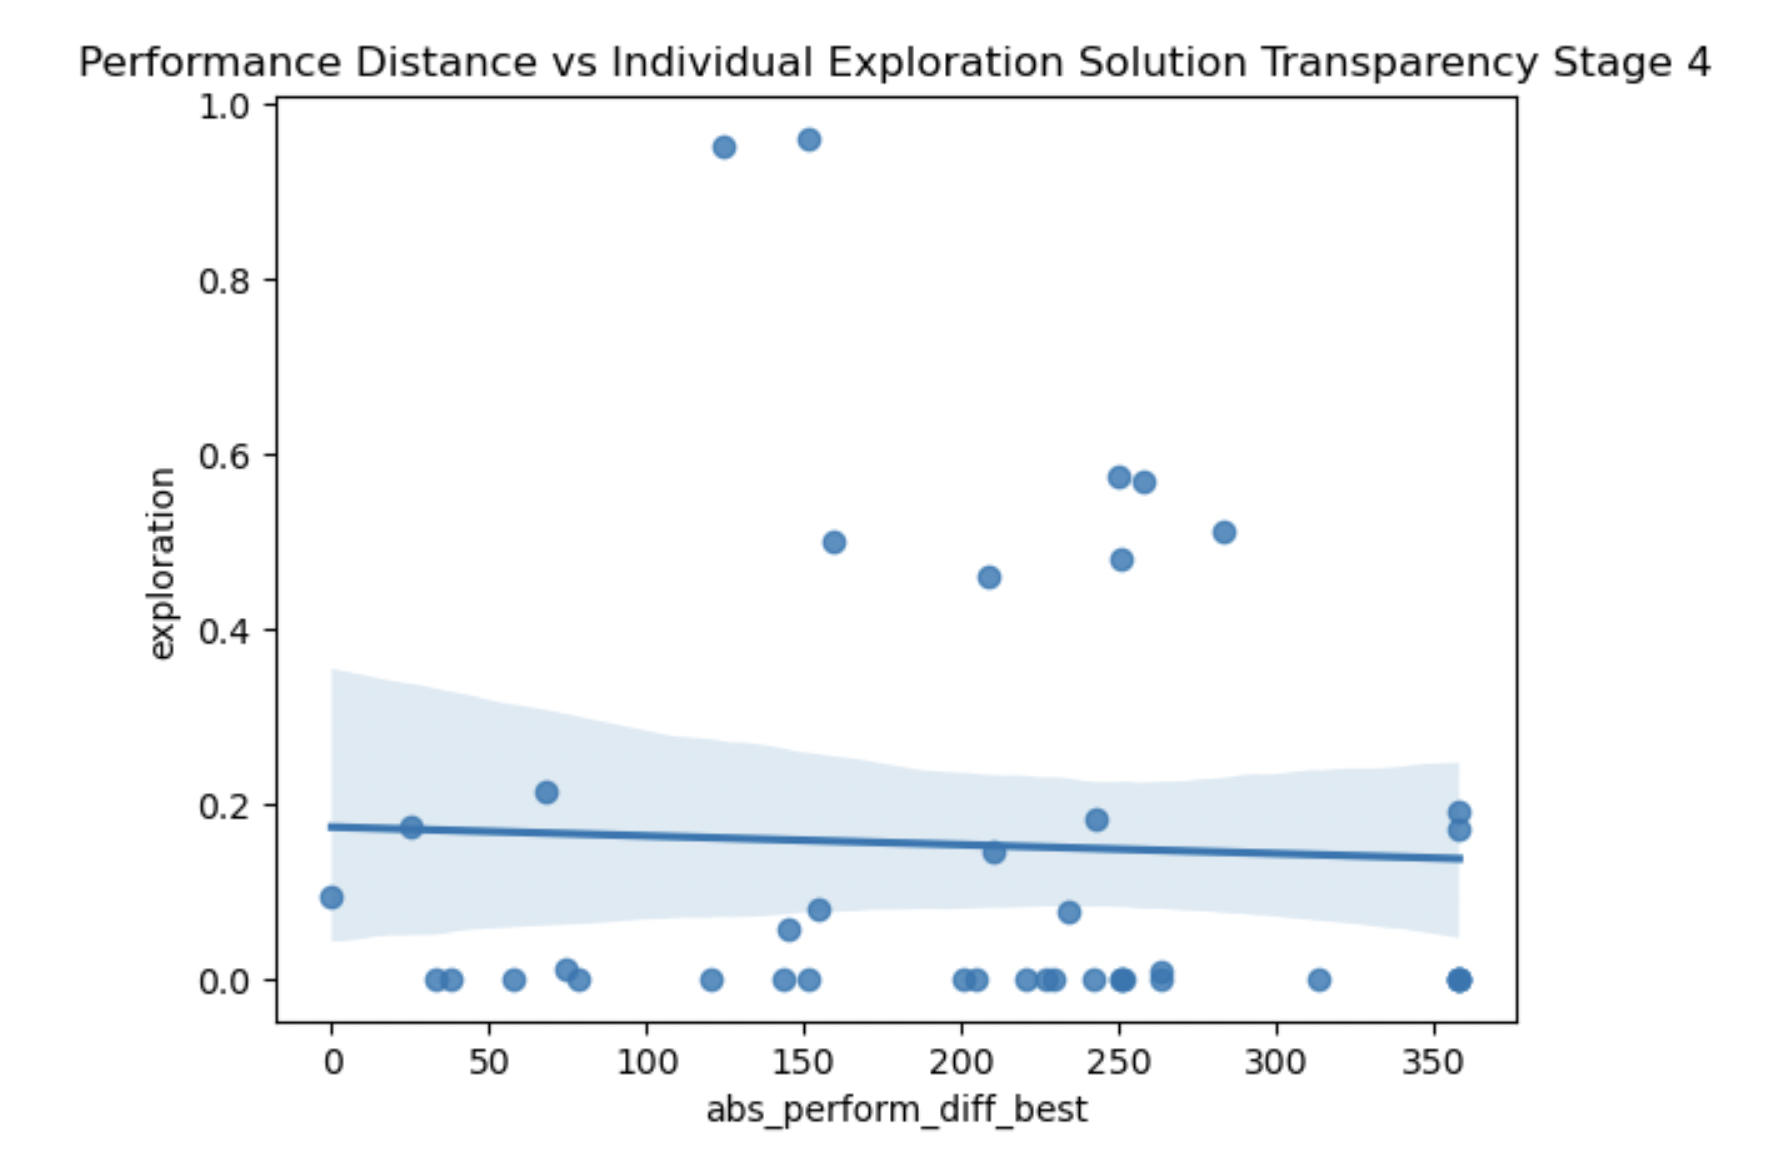 Performance Distance vs Individual Exploration Solution Transparency Stage 4
1.0
0.8
0.6
0.4
0.2
0.0
exploration
0 50 100 150 200 250 300 350
abs_perform_diff_best